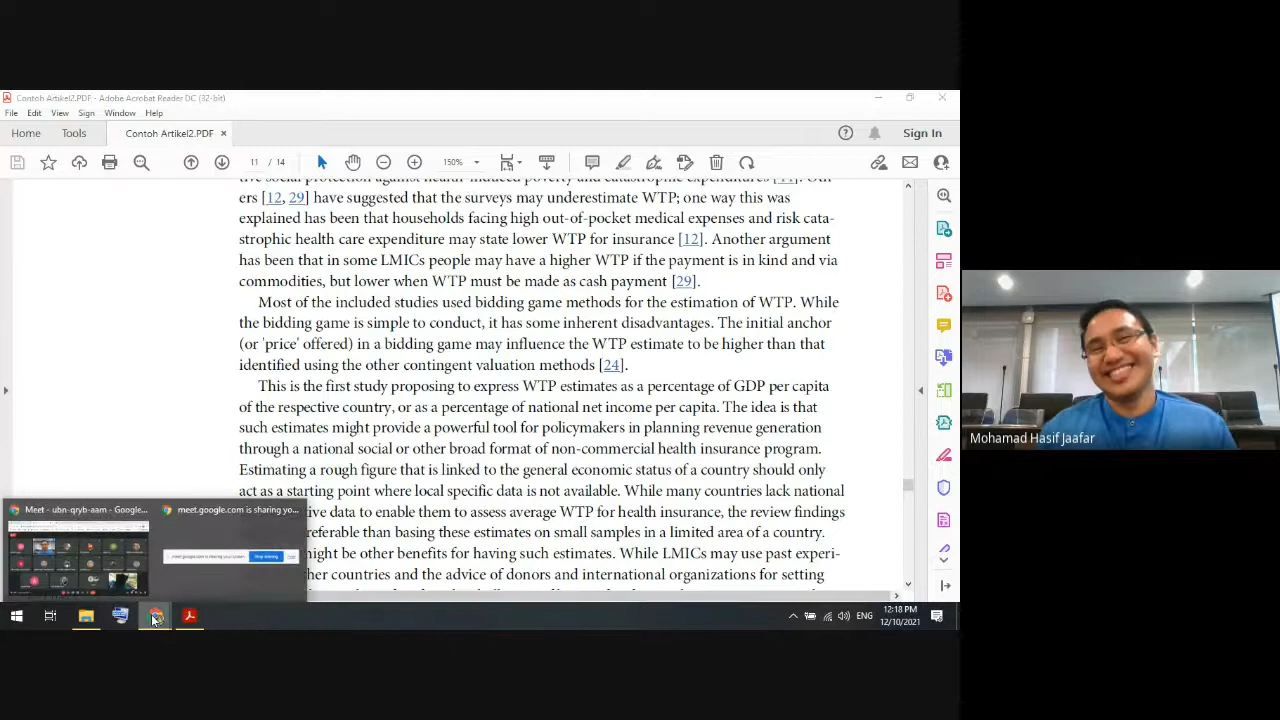 Contoh Artikel2.PDF - Adobe Acrobat Reader DC (32-bit)
File Edit View Sign Window Help
Home Tools Contoh Artikel2.PDF × Sign In
11 / 14 150%
tive social protection against health-induced poverty and catastrophic expenditures [11]. Oth-
ers [12, 29] have suggested that the surveys may underestimate WTP; one way this was
explained has been that households facing high out-of-pocket medical expenses and risk cata-
strophic health care expenditure may state lower WTP for insurance [12]. Another argument
has been that in some LMICs people may have a higher WTP if the payment is in kind and via
commodities, but lower when WTP must be made as cash payment [29].
Most of the included studies used bidding game methods for the estimation of WTP. While
the bidding game is simple to conduct, it has some inherent disadvantages. The initial anchor
(or 'price' offered) in a bidding game may influence the WTP estimate to be higher than that
identified using the other contingent valuation methods [24].
This is the first study proposing to express WTP estimates as a percentage of GDP per capita
of the respective country, or as a percentage of national net income per capita. The idea is that
such estimates might provide a powerful tool for policymakers in planning revenue generation
through a national social or other broad format of non-commercial health insurance program.
Estimating a rough figure that is linked to the general economic status of a country should only
act as a starting point where local specific data is not available. While many countries lack national
ive data to enable them to assess average WTP for health insurance, the review findings
referable than basing these estimates on small samples in a limited area of a country.
ight be other benefits for having such estimates. While LMICs may use past experi-
her countries and the advice of donors and international organizations for setting
Meet - ubn-qryb-aam - Google...
meet.google.com is sharing yo...
Stop sharing
Mohamad Hasif Jaafar
ENG
12:18 PM
12/10/2021